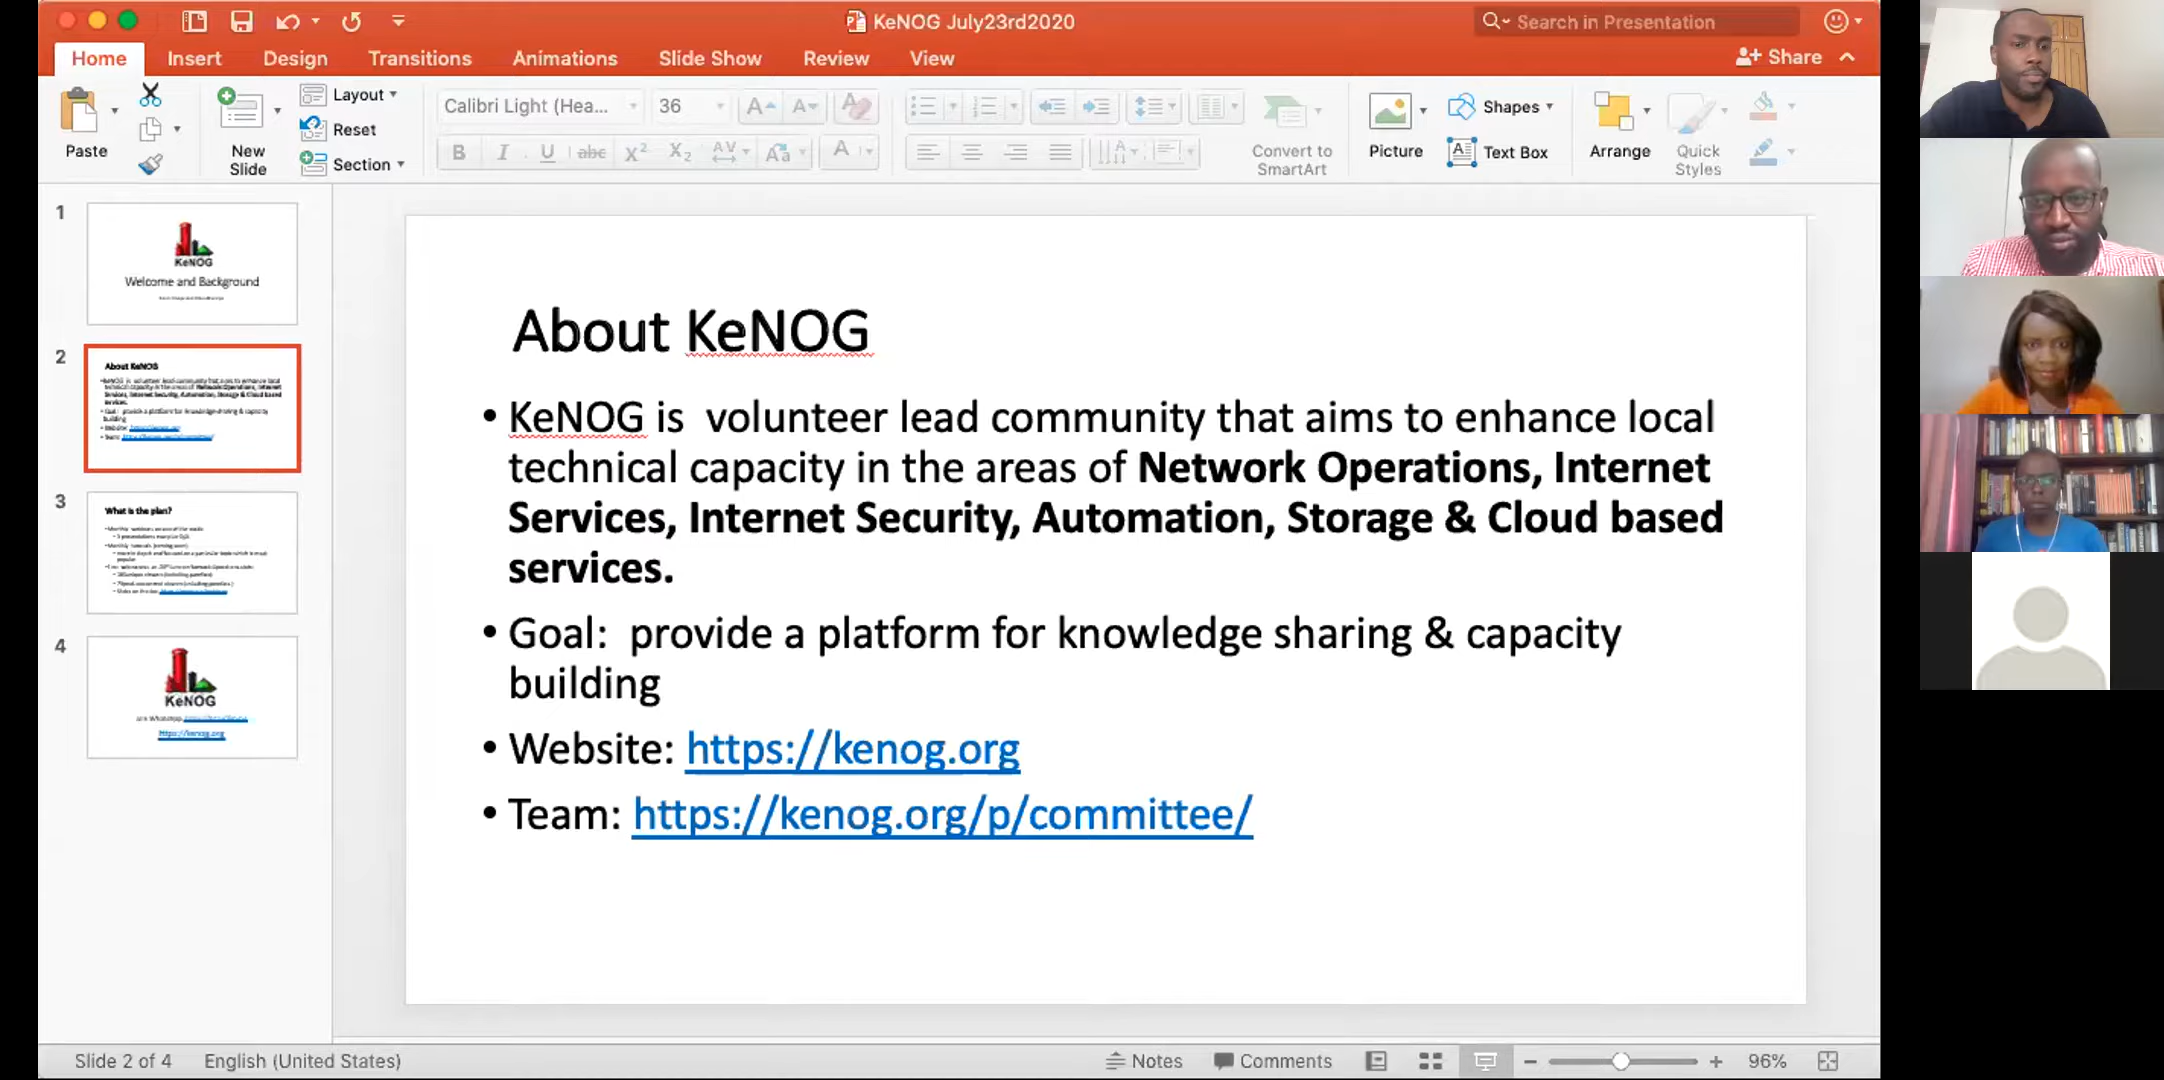 KeNOG July23rd2020
Search in Presentation
Home Insert Design Transitions Animations Slide Show Review View
Share
Paste
New Slide
Layout
Reset
Section
Calibri Light (Hea... 36
B I U abc X² X₂ AV Aa A
Convert to SmartArt
Picture
Shapes
Text Box
Arrange
Quick Styles
1
KeNOG
Welcome and Background
2
About KeNOG
3
What is the plan?
4
KeNOG
https://kenog.org
About KeNOG
• KeNOG is  volunteer lead community that aims to enhance local
technical capacity in the areas of Network Operations, Internet
Services, Internet Security, Automation, Storage & Cloud based
services.
• Goal:  provide a platform for knowledge sharing & capacity
building
• Website: https://kenog.org
• Team: https://kenog.org/p/committee/
Slide 2 of 4 English (United States)
Notes Comments 96%